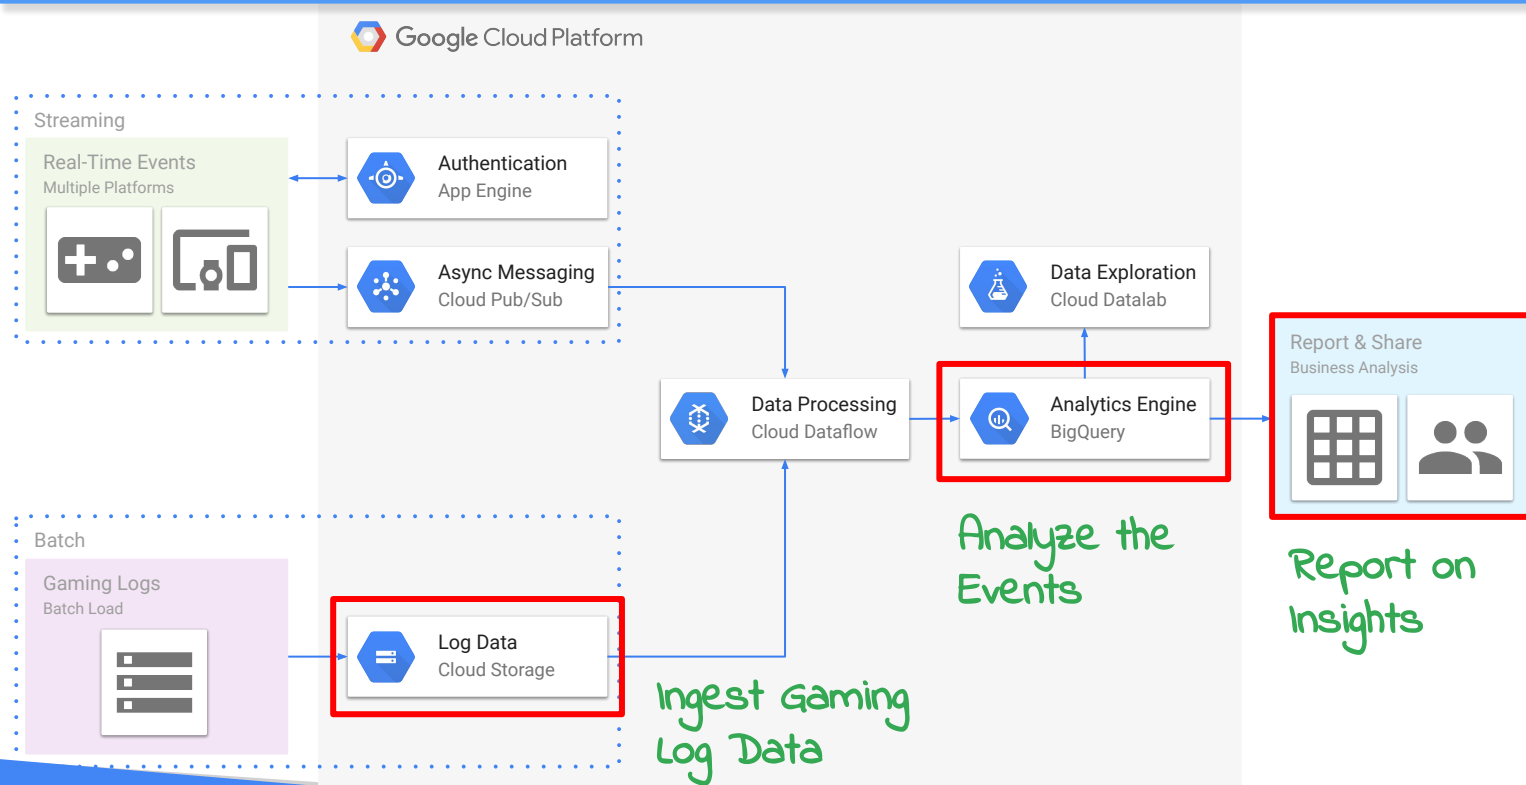 Google Cloud Platform
Streaming
Real-Time Events
Multiple Platforms
Authentication
App Engine
Async Messaging
Cloud Pub/Sub
Data Exploration
Cloud Datalab
Data Processing
Cloud Dataflow
Analytics Engine
BigQuery
Report & Share
Business Analysis
Analyze the
Events
Report on
Insights
Batch
Gaming Logs
Batch Load
Log Data
Cloud Storage
Ingest Gaming
Log Data